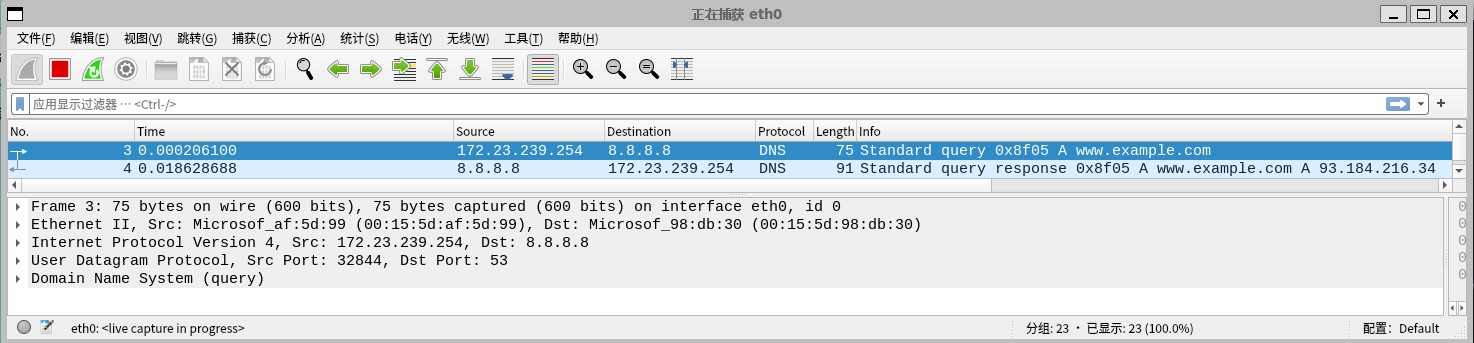 正在捕获 eth0
文件(F) 编辑(E) 视图(V) 跳转(G) 捕获(C) 分析(A) 统计(S) 电话(Y) 无线(W) 工具(T) 帮助(H)
应用显示过滤器 … <Ctrl-/> +
No. Time Source Destination Protocol Length Info
3 0.000206100 172.23.239.254 8.8.8.8 DNS 75 Standard query 0x8f05 A www.example.com
4 0.018628688 8.8.8.8 172.23.239.254 DNS 91 Standard query response 0x8f05 A www.example.com A 93.184.216.34
Frame 3: 75 bytes on wire (600 bits), 75 bytes captured (600 bits) on interface eth0, id 0 0
Ethernet II, Src: Microsof_af:5d:99 (00:15:5d:af:5d:99), Dst: Microsof_98:db:30 (00:15:5d:98:db:30) 0
Internet Protocol Version 4, Src: 172.23.239.254, Dst: 8.8.8.8 0
User Datagram Protocol, Src Port: 32844, Dst Port: 53 0
Domain Name System (query) 0
eth0: <live capture in progress> 分组: 23 · 已显示: 23 (100.0%) 配置: Default